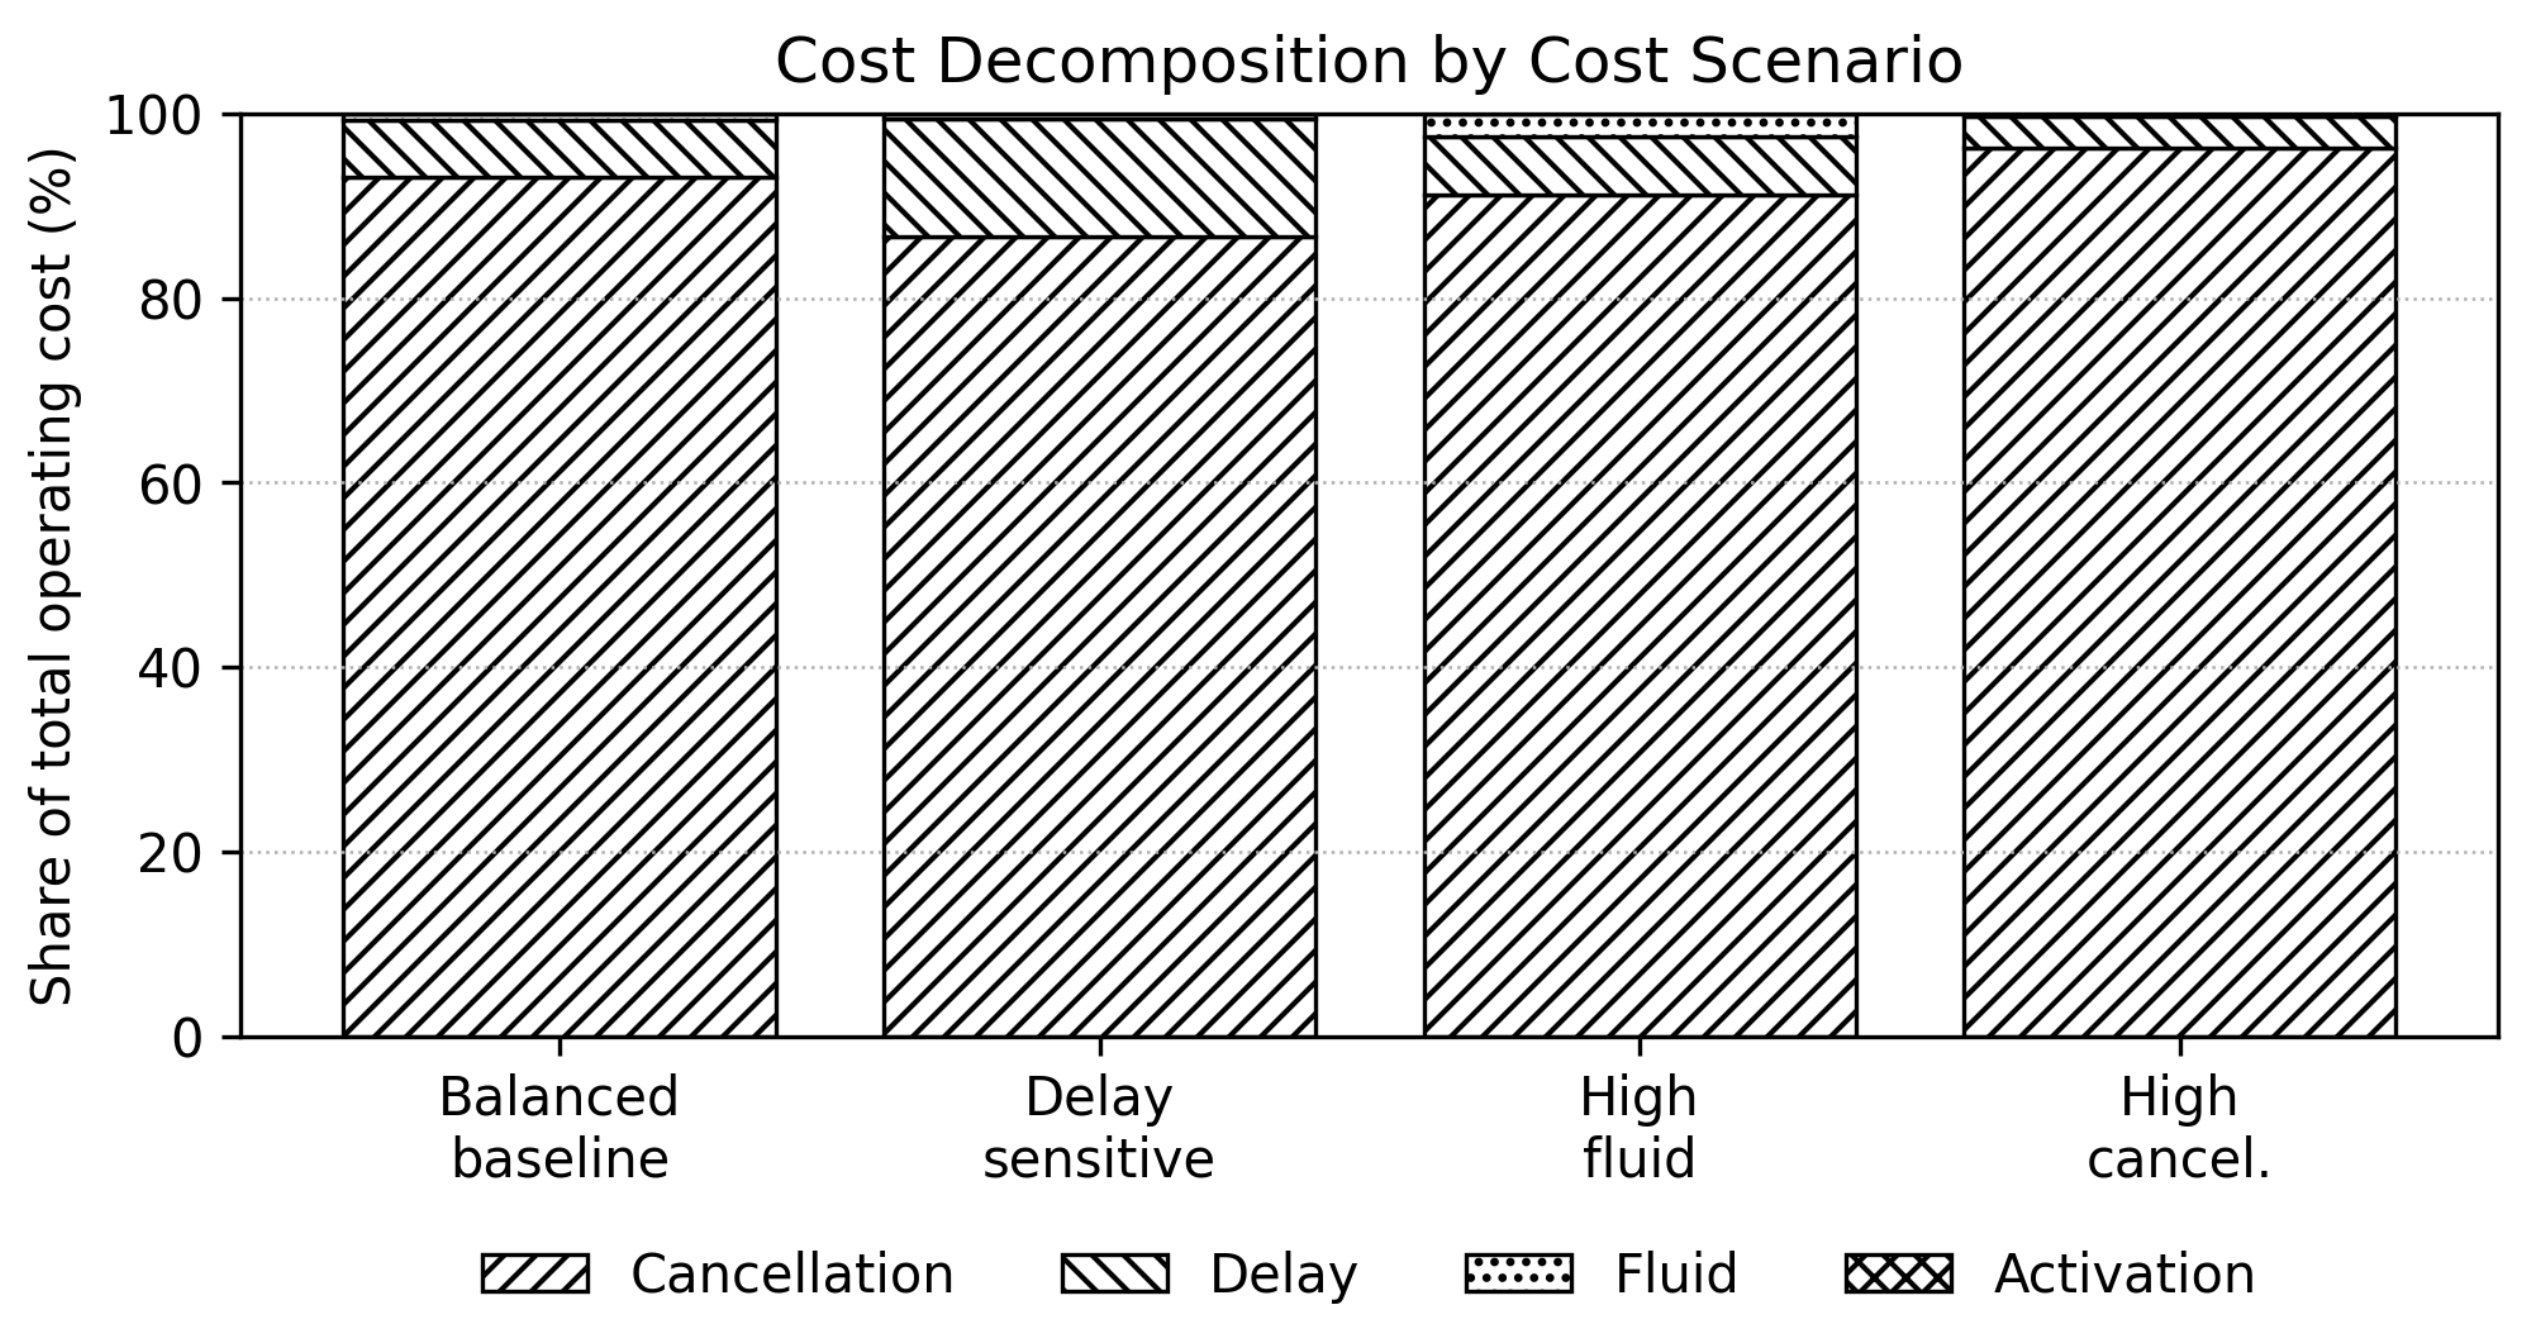 Cost Decomposition by Cost Scenario
Share of total operating cost (%)
100
80
60
40
20
0
Balanced
baseline
Delay
sensitive
High
fluid
High
cancel.
Cancellation
Delay
Fluid
Activation